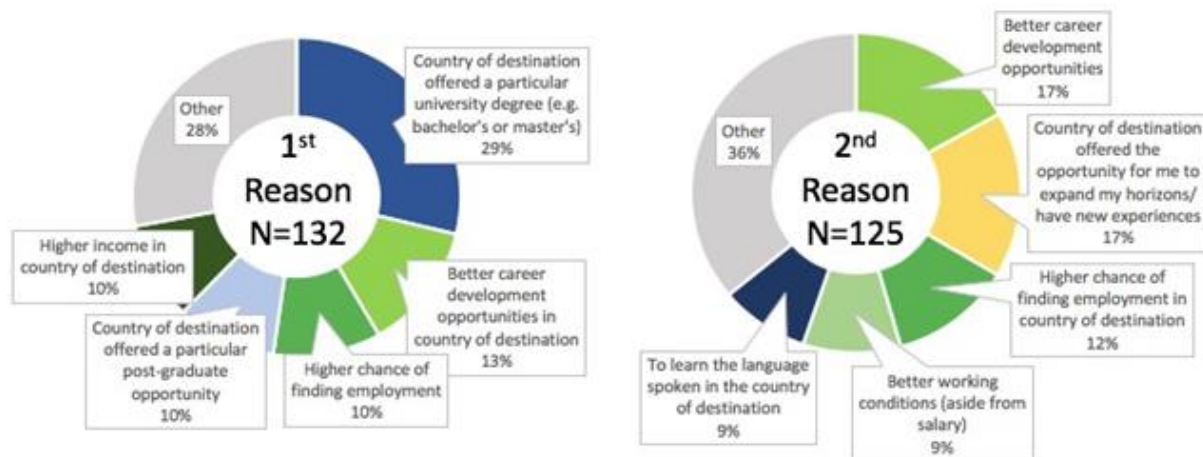 Country of destination
offered a particular
university degree (e.g.
bachelor's or master's)
29%
Other
28%
1st
Reason
N=132
Higher income in
country of destination
10%
Country of destination
offered a particular
post-graduate
opportunity
10%
Higher chance of
finding employment
10%
Better career
development
opportunities in
country of destination
13%
Better career
development
opportunities
17%
Other
36%
2nd
Reason
N=125
Country of destination
offered the
opportunity for me to
expand my horizons/
have new experiences
17%
Higher chance of
finding employment in
country of destination
12%
To learn the language
spoken in the country
of destination
9%
Better working
conditions (aside from
salary)
9%